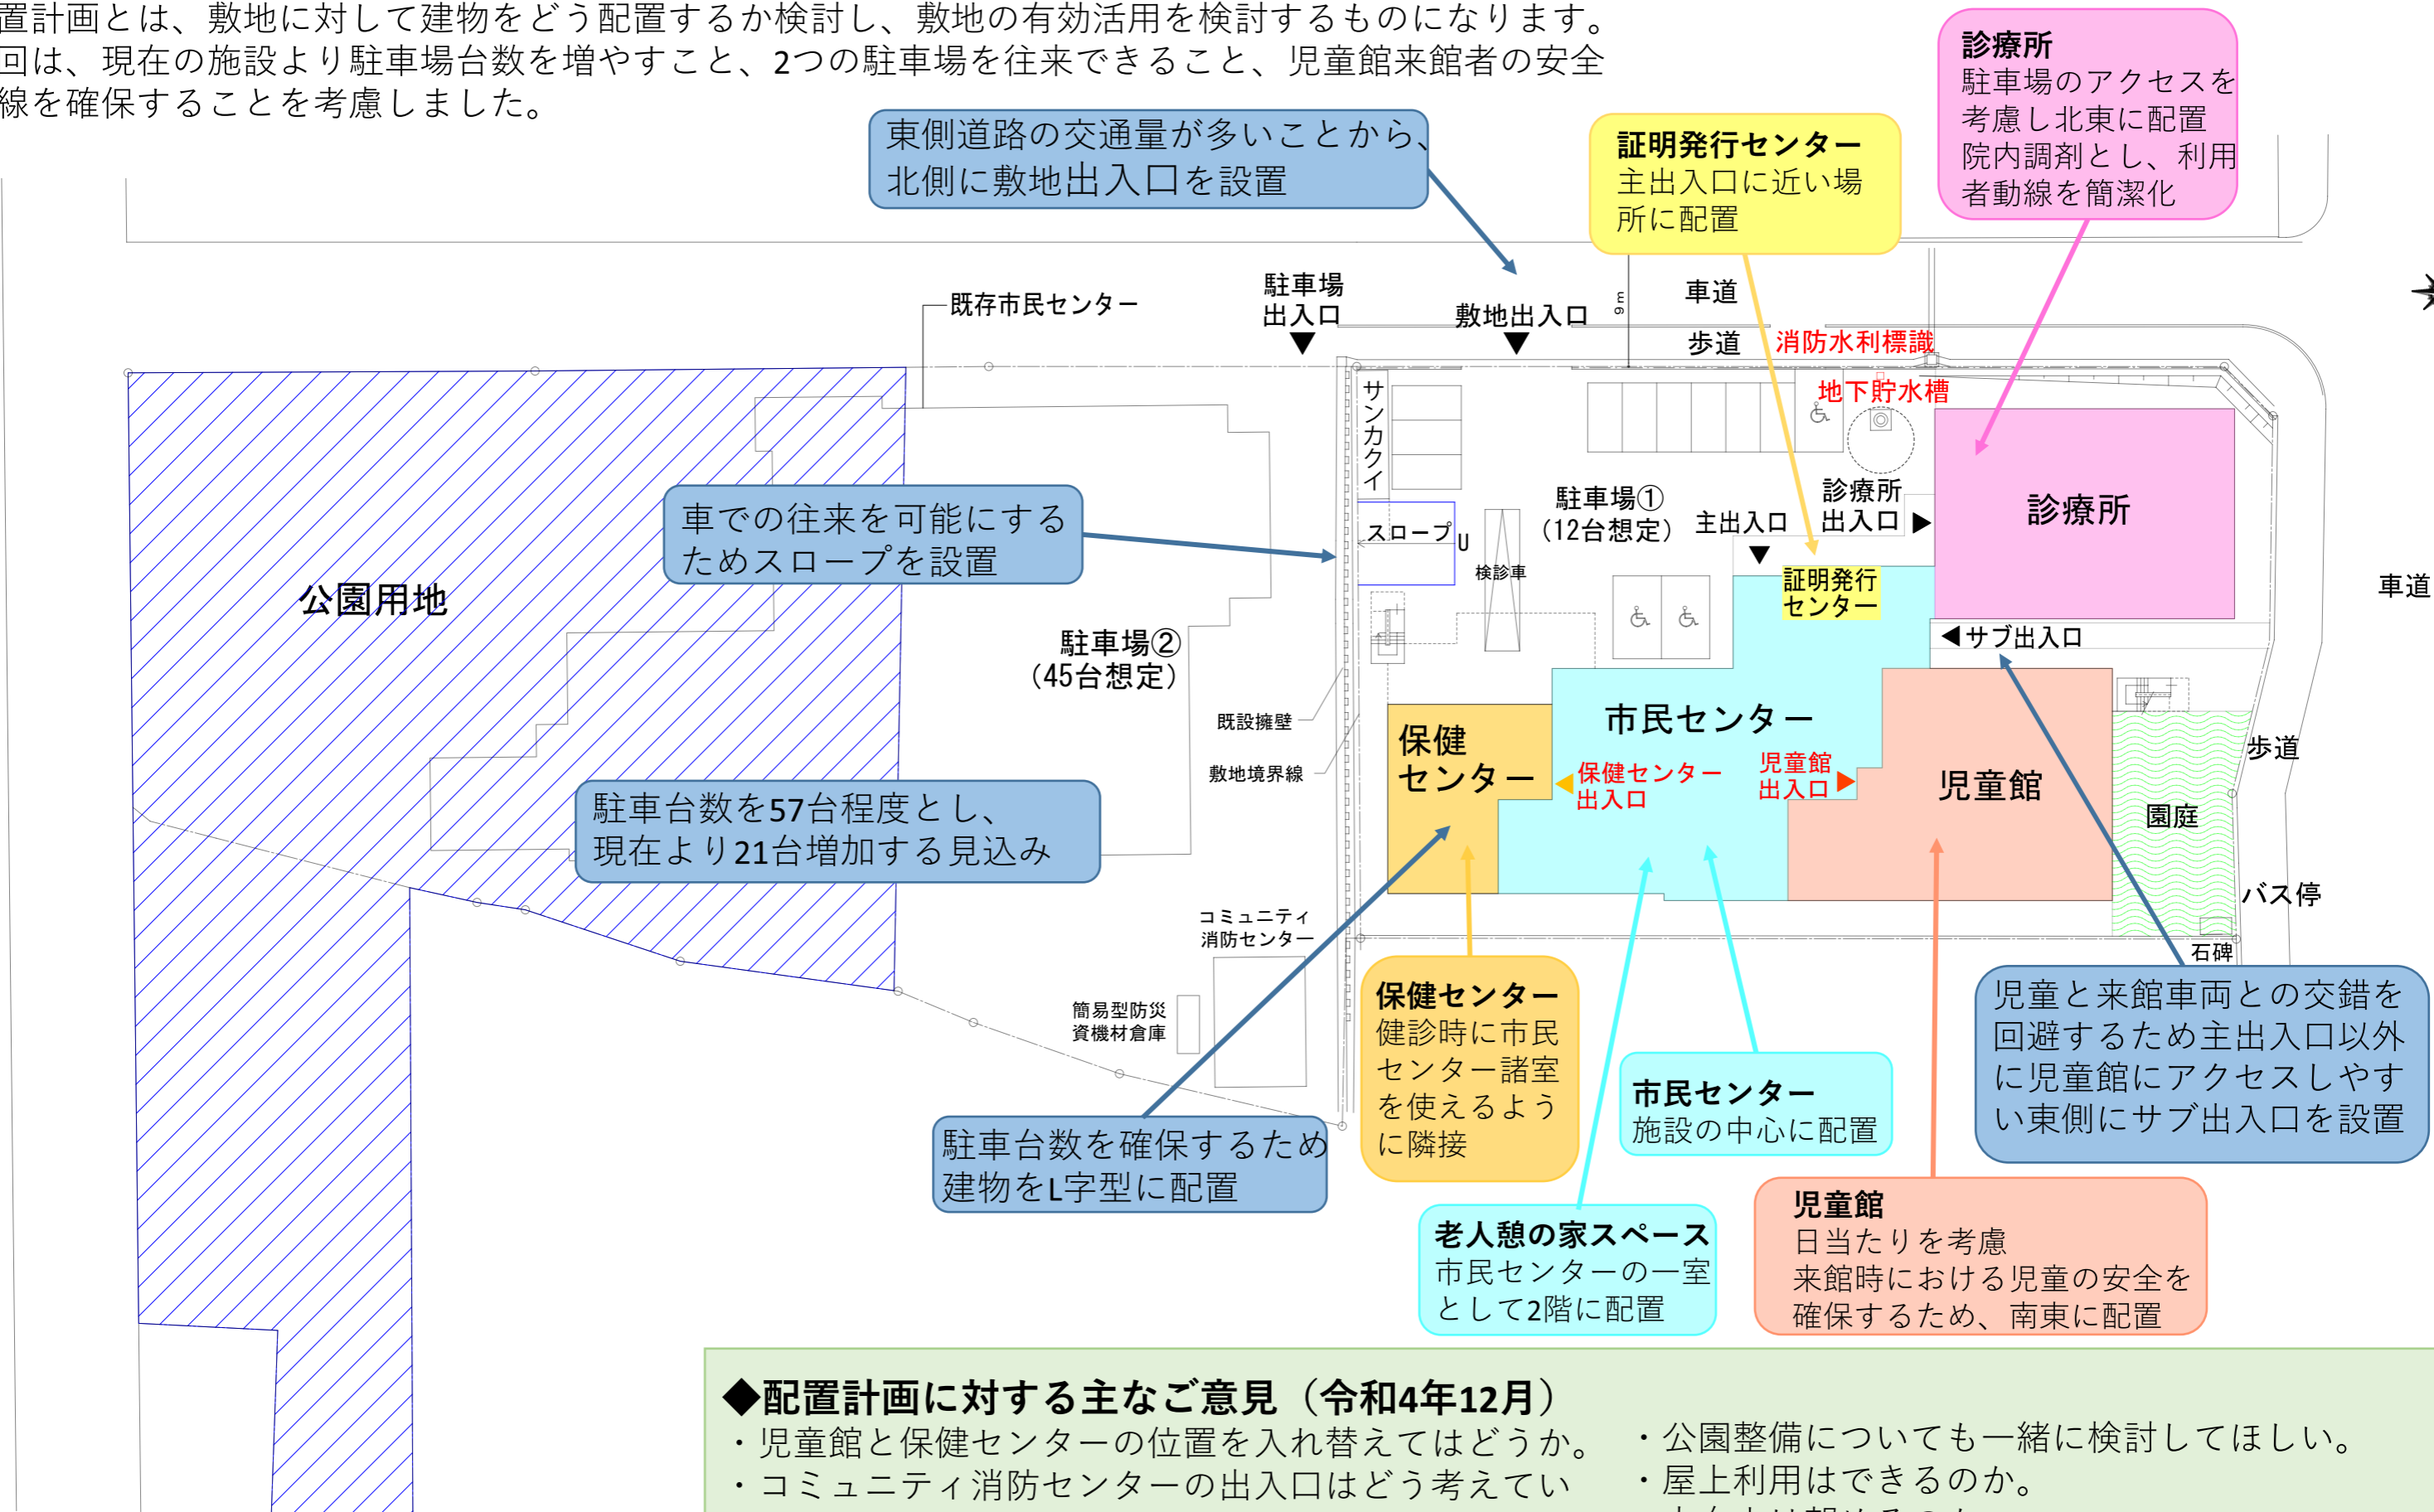 置計画とは、敷地に対して建物をどう配置するか検討し、敷地の有効活用を検討するものになります。
回は、現在の施設より駐車場台数を増やすこと、2つの駐車場を往来できること、児童館来館者の安全
線を確保することを考慮しました。
診療所
駐車場のアクセスを
考慮し北東に配置
院内調剤とし、利用
者動線を簡潔化
東側道路の交通量が多いことから、
北側に敷地出入口を設置
証明発行センター
主出入口に近い場
所に配置
既存市民センター
駐車場
出入口
敷地出入口
9m
車道
歩道
消防水利標識
地下貯水槽
サンカクイ
スロープ
U
検診車
駐車場①
(12台想定)
主出入口
診療所
出入口
診療所
証明発行
センター
サブ出入口
車道
車での往来を可能にする
ためスロープを設置
公園用地
駐車場②
(45台想定)
既設擁壁
敷地境界線
保健
センター
市民センター
保健センター
出入口
児童館
出入口
児童館
園庭
歩道
バス停
石碑
駐車台数を57台程度とし、
現在より21台増加する見込み
コミュニティ
消防センター
簡易型防災
資機材倉庫
駐車台数を確保するため
建物をL字型に配置
保健センター
健診時に市民
センター諸室
を使えるよう
に隣接
市民センター
施設の中心に配置
児童と来館車両との交錯を
回避するため主出入口以外
に児童館にアクセスしやす
い東側にサブ出入口を設置
老人憩の家スペース
市民センターの一室
として2階に配置
児童館
日当たりを考慮
来館時における児童の安全を
確保するため、南東に配置
◆配置計画に対する主なご意見（令和4年12月）
・児童館と保健センターの位置を入れ替えてはどうか。
・コミュニティ消防センターの出入口はどう考えてい
・公園整備についても一緒に検討してほしい。
・屋上利用はできるのか。